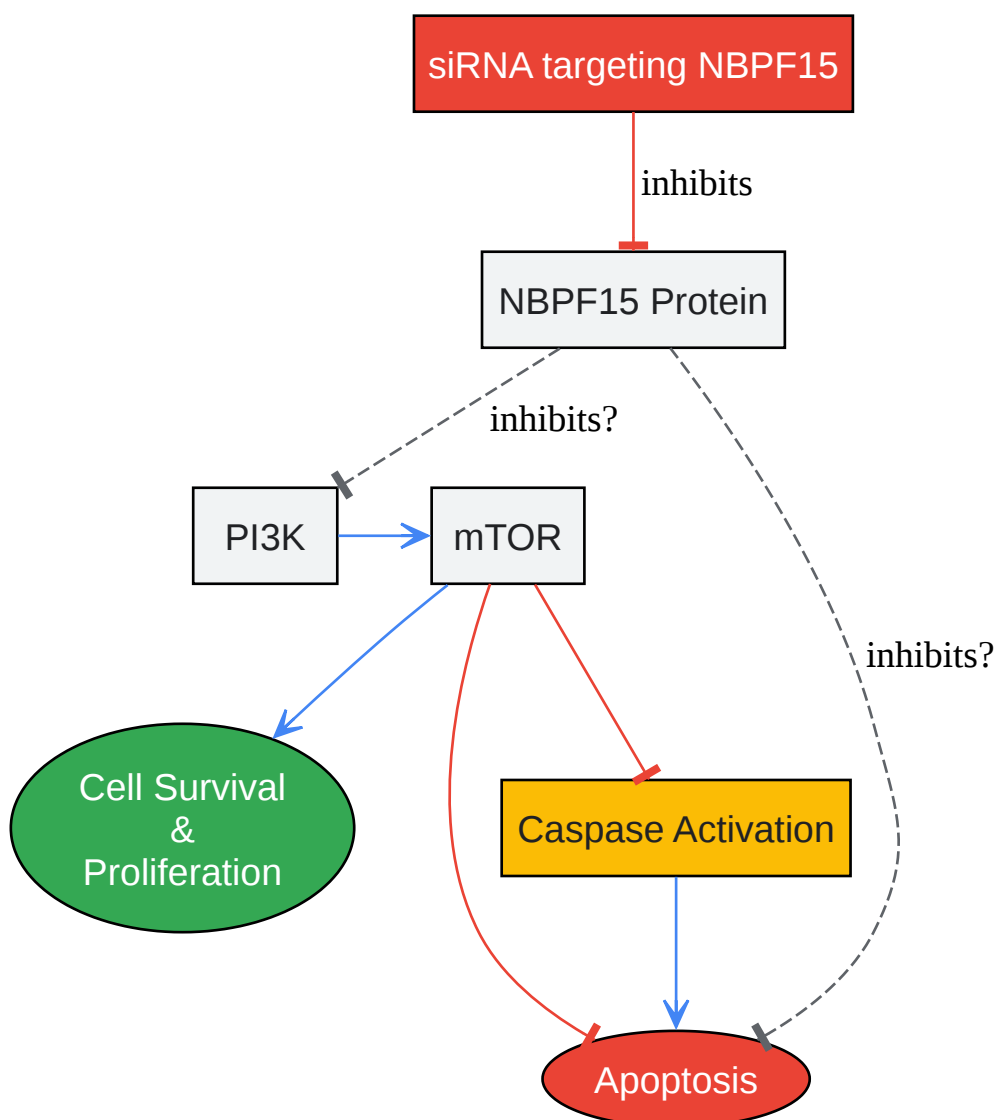 siRNA targeting NBPF15
inhibits
NBPF15 Protein
inhibits?
PI3K
mTOR
inhibits?
Cell Survival
&
Proliferation
Caspase Activation
Apoptosis